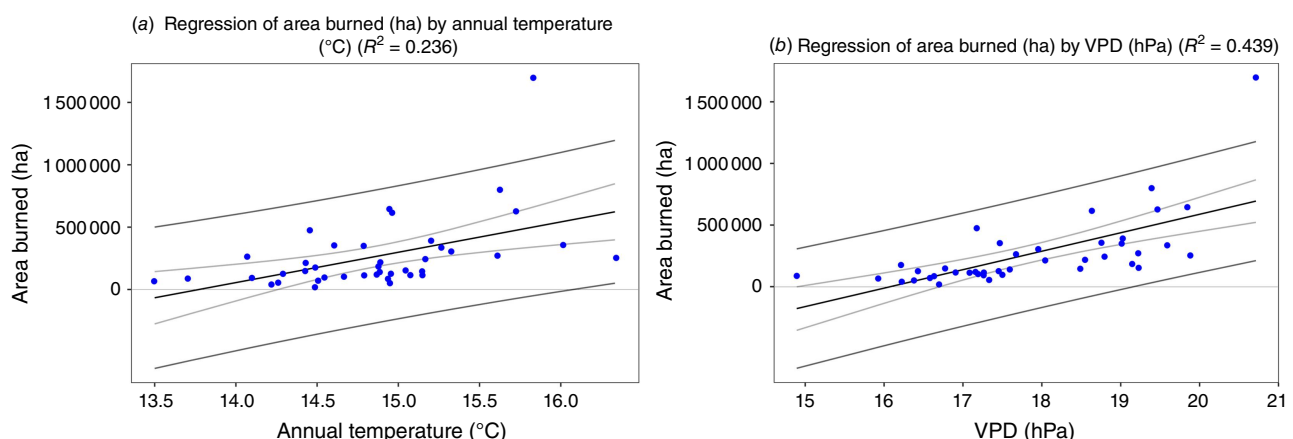 (a) Regression of area burned (ha) by annual temperature
(°C) (R² = 0.236)
Area burned (ha)
1 500 000
1 000 000
500 000
0
13.5 14.0 14.5 15.0 15.5 16.0
Annual temperature (°C)
(b) Regression of area burned (ha) by VPD (hPa) (R² = 0.439)
Area burned (ha)
1 500 000
1 000 000
500 000
0
15 16 17 18 19 20 21
VPD (hPa)